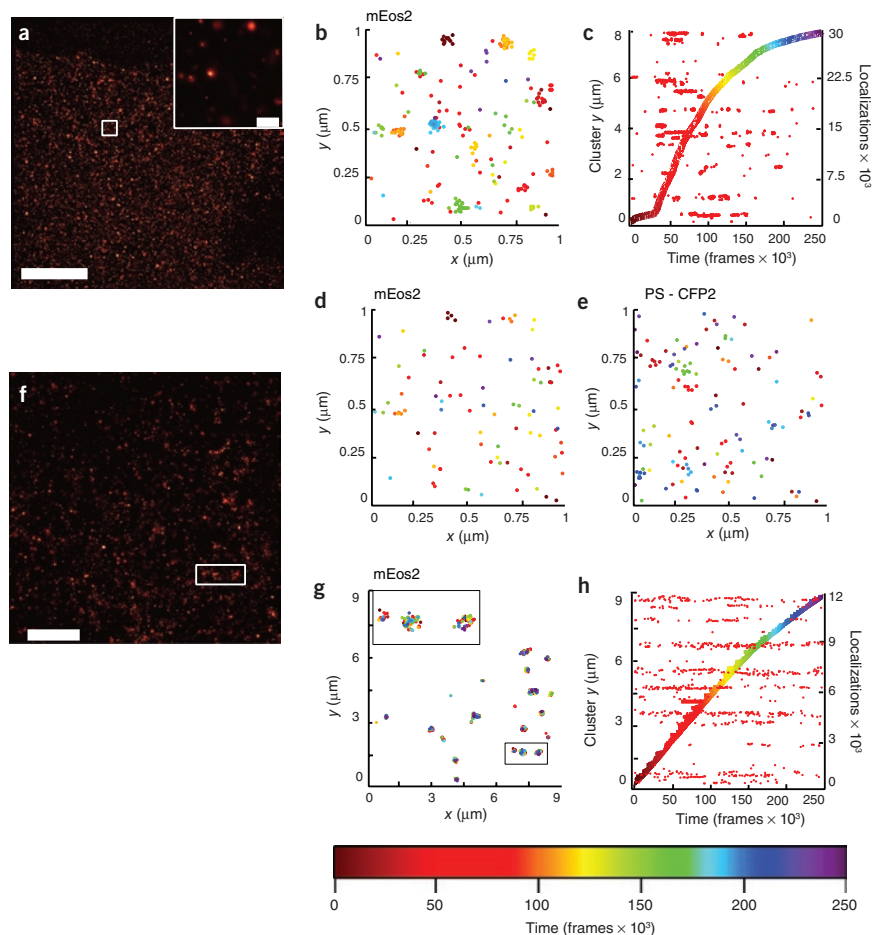 a
b
mEos2
1
0.75
0.50
0.25
0
y (µm)
0
0.25
0.5
0.75
1
x (µm)
c
8
6
4
2
0
Cluster y (µm)
30
22.5
15
7.5
0
Localizations × 10³
0
50
100
150
200
250
Time (frames × 10³)
d
mEos2
1
0.75
0.5
0.25
0
y (µm)
0
0.25
0.5
0.75
1
x (µm)
e
PS - CFP2
1
0.75
0.5
0.25
0
y (µm)
0
0.25
0.5
0.75
1
x (µm)
f
g
mEos2
9
6
3
0
y (µm)
0
3
6
9
x (µm)
h
9
6
4
2
0
Cluster y (µm)
12
9
6
3
0
Localizations × 10³
0
50
100
150
200
250
Time (frames × 10³)
0
50
100
150
200
250
Time (frames × 10³)